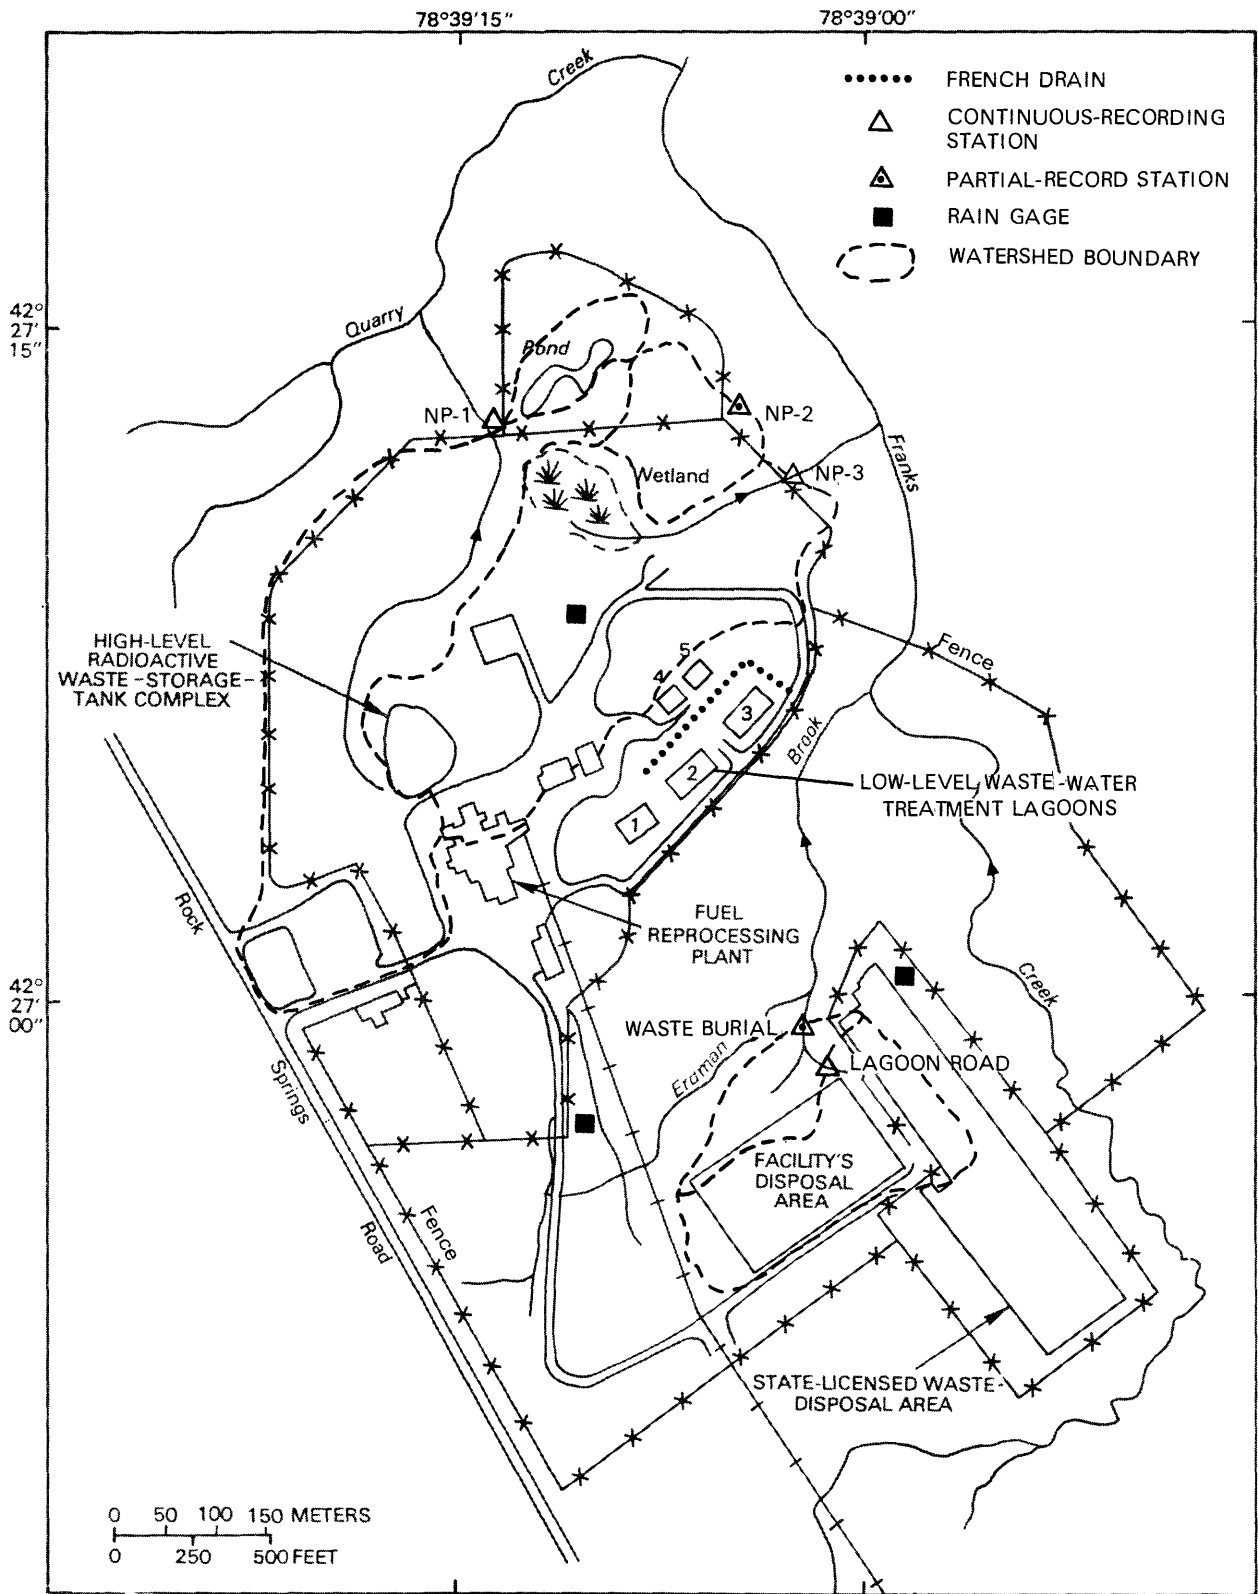 78°39'15"
78°39'00"
Creek
FRENCH DRAIN
CONTINUOUS-RECORDING
STATION
PARTIAL-RECORD STATION
RAIN GAGE
WATERSHED BOUNDARY
42°
27'
15"
Quarry
Pond
NP-1
NP-2
Franks
Wetland
NP-3
HIGH-LEVEL
RADIOACTIVE
WASTE-STORAGE-
TANK COMPLEX
Fence
5
4
3
2
1
Brook
LOW-LEVEL WASTE-WATER
TREATMENT LAGOONS
Rock
FUEL
REPROCESSING
PLANT
Creek
42°
27'
00"
WASTE BURIAL
LAGOON ROAD
Erdman
Springs
FACILITY'S
DISPOSAL
AREA
Fence
Road
STATE-LICENSED WASTE-
DISPOSAL AREA
0 50 100 150 METERS
0 250 500 FEET